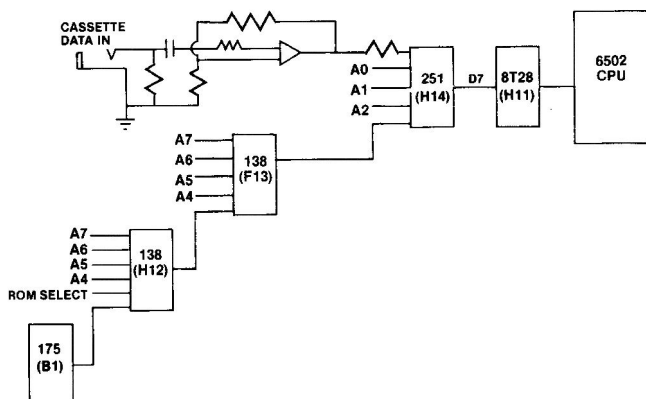 CASSETTE
DATA IN
A0
A1
A2
251
(H14)
D7
8T28
(H11)
6502
CPU
A7
A6
A5
A4
138
(F13)
A7
A6
A5
A4
ROM SELECT
138
(H12)
175
(B1)